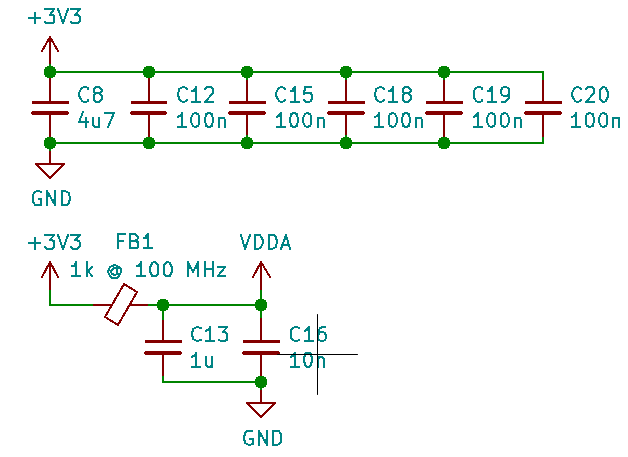 +3V3
C8 C12 C15 C18 C19 C20
4u7 100n 100n 100n 100n 100n
GND
+3V3 FB1 VDDA
1k @ 100 MHz
C13 C16
1u 10n
GND